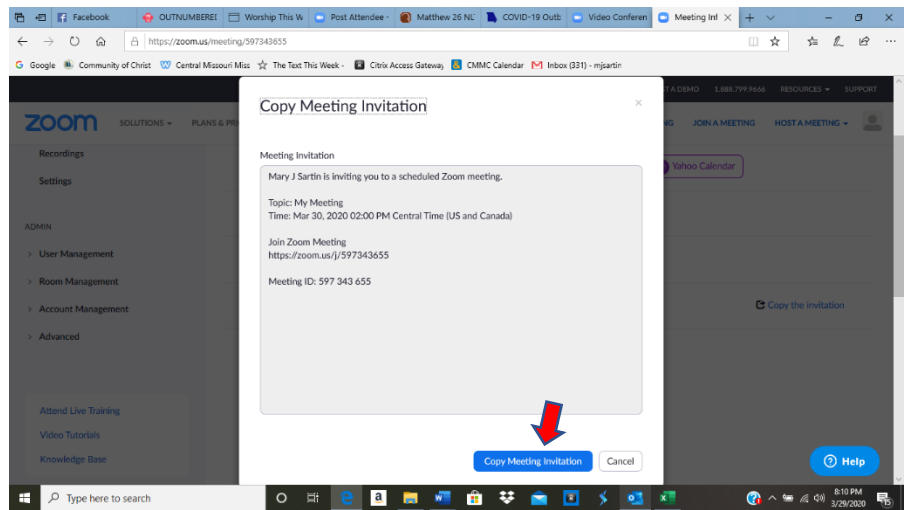 Facebook
OUTNUMBEREI
Worship This W
Post Attendee -
Matthew 26 NL
COVID-19 Outb
Video Conferen
Meeting Inf
https://zoom.us/meeting/597343655
Google
Community of Christ
Central Missouri Miss
The Text This Week -
Citrix Access Gateway
CMMC Calendar
Inbox (331) - mjsartin
T A DEMO
1.888.799.9666
RESOURCES
SUPPORT
zoom
SOLUTIONS
PLANS & PRI
NG
JOIN A MEETING
HOST A MEETING
Recordings
Settings
ADMIN
User Management
Room Management
Account Management
Advanced
Attend Live Training
Video Tutorials
Knowledge Base
Copy Meeting Invitation
Meeting Invitation
Mary J Sartin is inviting you to a scheduled Zoom meeting.
Topic: My Meeting
Time: Mar 30, 2020 02:00 PM Central Time (US and Canada)
Join Zoom Meeting
https://zoom.us/j/597343655
Meeting ID: 597 343 655
Copy Meeting Invitation
Cancel
Yahoo Calendar
Copy the invitation
Help
Type here to search
8:10 PM
3/29/2020